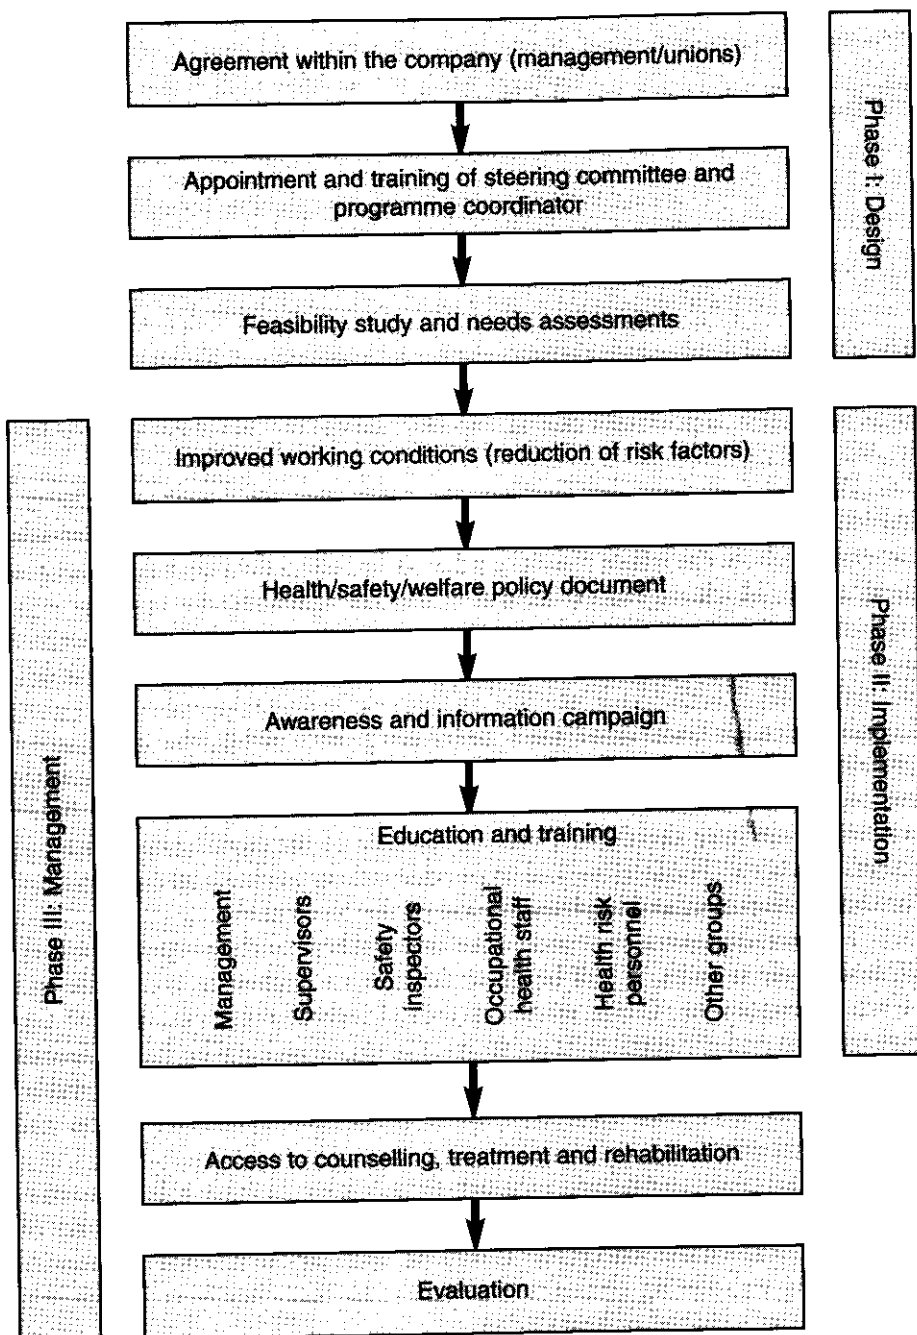 Agreement within the company (management/unions)
Appointment and training of steering committee and
programme coordinator
Feasibility study and needs assessments
Phase I: Design
Improved working conditions (reduction of risk factors)
Health/safety/welfare policy document
Awareness and information campaign
Education and training
Management
Supervisors
Safety
Inspectors
Occupational
health staff
Health risk
personnel
Other groups
Phase II: Implementation
Access to counselling, treatment and rehabilitation
Evaluation
Phase III: Management